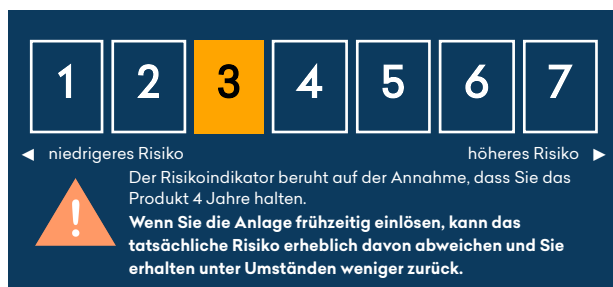 1 2 3 4 5 6 7
◄ niedrigeres Risiko höheres Risiko ►
Der Risikoindikator beruht auf der Annahme, dass Sie das
Produkt 4 Jahre halten.
!
Wenn Sie die Anlage frühzeitig einlösen, kann das
tatsächliche Risiko erheblich davon abweichen und Sie
erhalten unter Umständen weniger zurück.